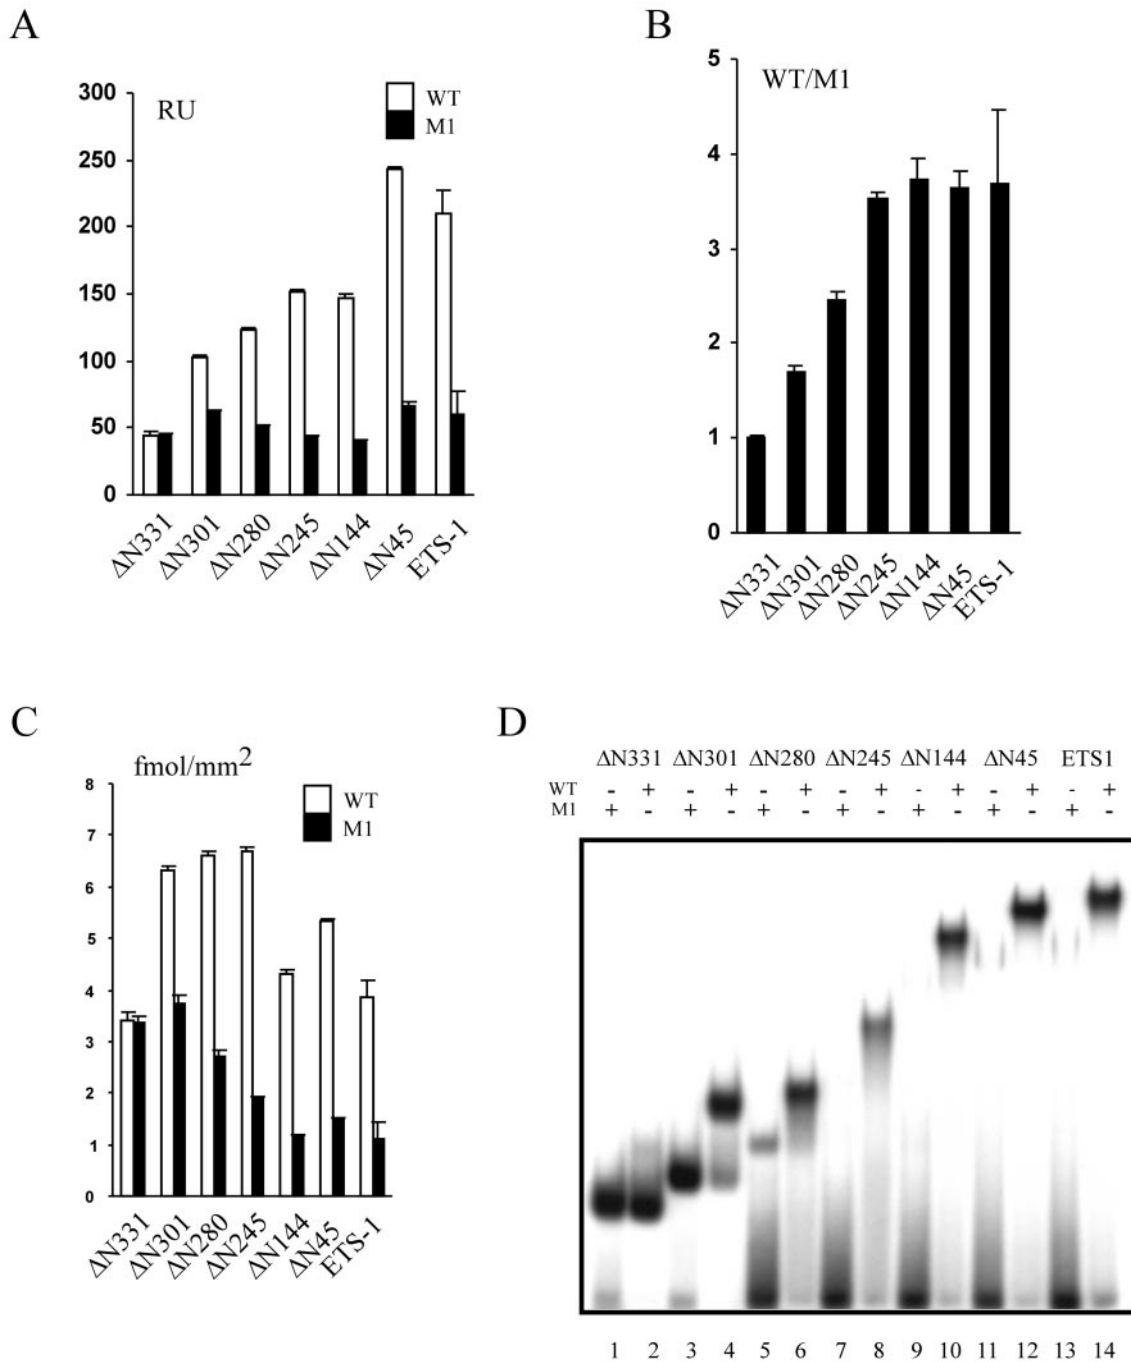 A
RU
WT
M1
300
250
200
150
100
50
0
ΔN331
ΔN301
ΔN280
ΔN245
ΔN144
ΔN45
ETS-1
B
WT/M1
5
4
3
2
1
0
ΔN331
ΔN301
ΔN280
ΔN245
ΔN144
ΔN45
ETS-1
C
fmol/mm2
WT
M1
8
7
6
5
4
3
2
1
0
ΔN331
ΔN301
ΔN280
ΔN245
ΔN144
ΔN45
ETS-1
D
ΔN331 ΔN301 ΔN280 ΔN245 ΔN144 ΔN45 ETS1
WT - + - + - + - + - + - + - +
M1 + - + - + - + - + - + - + -
1 2 3 4 5 6 7 8 9 10 11 12 13 14